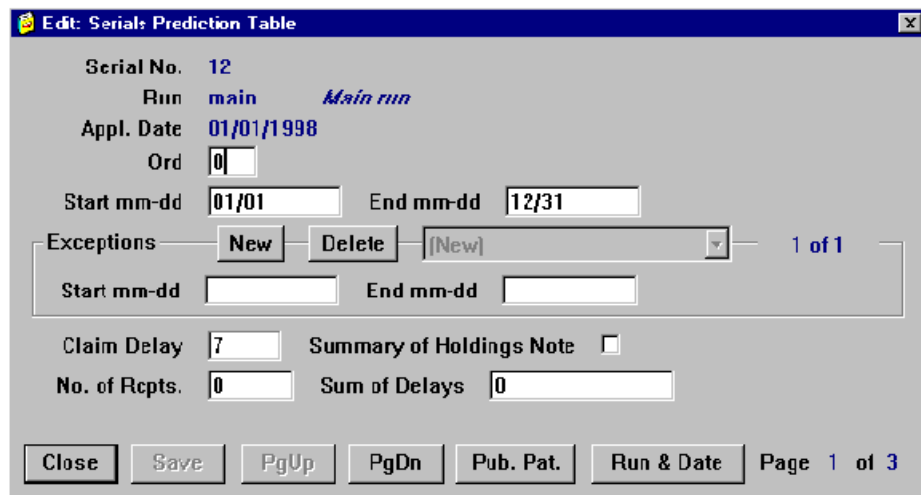 Edit: Serials Prediction Table
Serial No. 12
Run main Main run
Appl. Date 01/01/1998
Ord 0
Start mm-dd 01/01 End mm-dd 12/31
Exceptions New Delete (New) 1 of 1
Start mm-dd End mm-dd
Claim Delay 7 Summary of Holdings Note
No. of Rcpts. 0 Sum of Delays 0
Close Save PgUp PgDn Pub. Pat. Run & Date Page 1 of 3